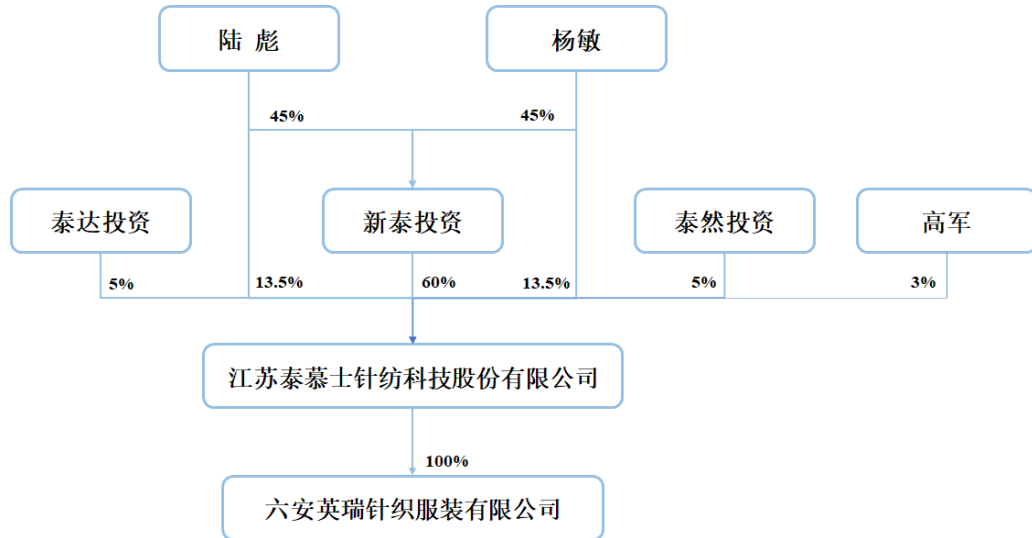 陆 彪
杨敏
45%
45%
泰达投资
新泰投资
泰然投资
高军
5%
13.5%
60%
13.5%
5%
3%
江苏泰慕士针纺科技股份有限公司
100%
六安英瑞针织服装有限公司